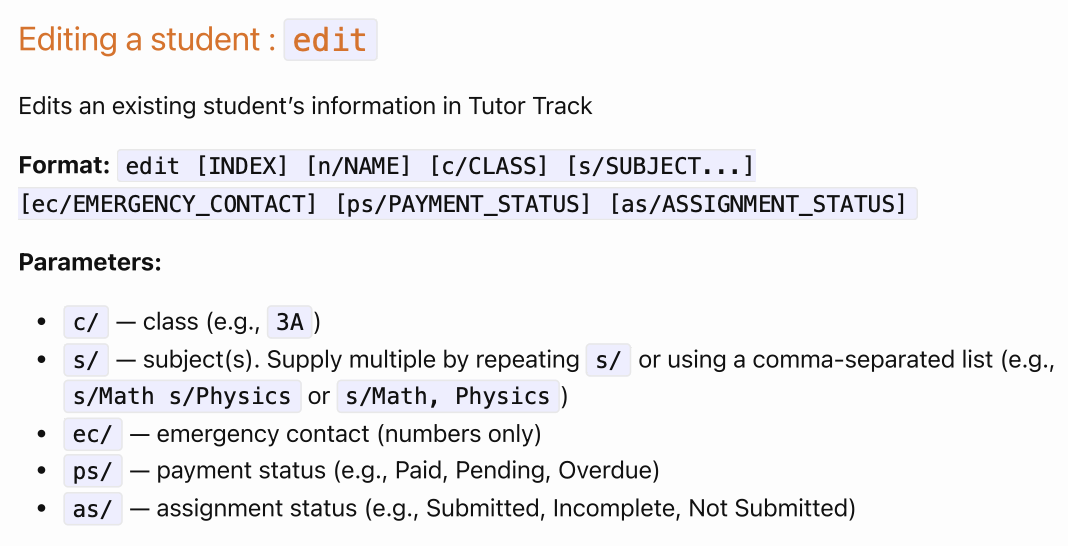 Editing a student : edit
Edits an existing student’s information in Tutor Track
Format: edit [INDEX] [n/NAME] [c/CLASS] [s/SUBJECT...]
[ec/EMERGENCY_CONTACT] [ps/PAYMENT_STATUS] [as/ASSIGNMENT_STATUS]
Parameters:
• c/ — class (e.g., 3A)
• s/ — subject(s). Supply multiple by repeating s/ or using a comma-separated list (e.g.,
s/Math s/Physics or s/Math, Physics)
• ec/ — emergency contact (numbers only)
• ps/ — payment status (e.g., Paid, Pending, Overdue)
• as/ — assignment status (e.g., Submitted, Incomplete, Not Submitted)